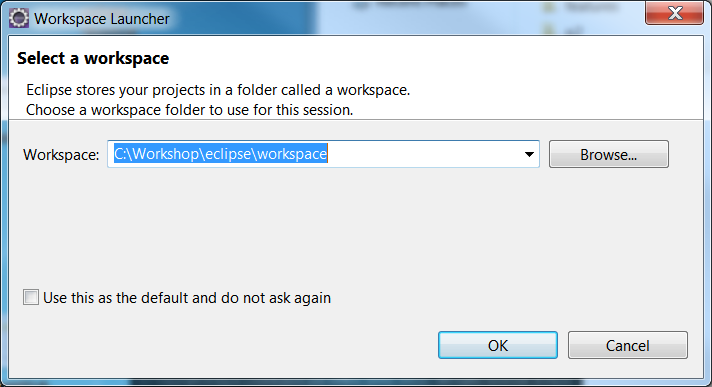 Workspace Launcher
Select a workspace
Eclipse stores your projects in a folder called a workspace.
Choose a workspace folder to use for this session.
Workspace: C:\Workshop\eclipse\workspace Browse...
Use this as the default and do not ask again
OK Cancel